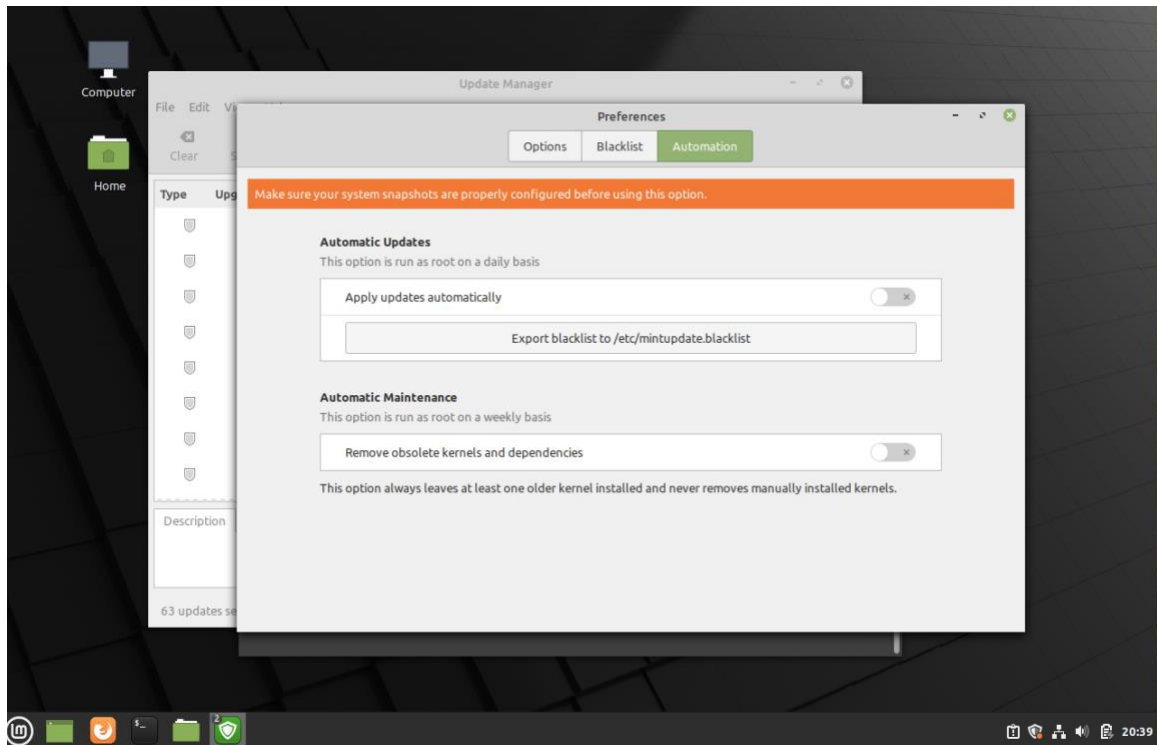 Computer
Home
Update Manager
File Edit
Clear
Type
Description
63 updates
Preferences
Options Blacklist Automation
Make sure your system snapshots are properly configured before using this option.
Automatic Updates
This option is run as root on a daily basis
Apply updates automatically
Export blacklist to /etc/mintupdate.blacklist
Automatic Maintenance
This option is run as root on a weekly basis
Remove obsolete kernels and dependencies
This option always leaves at least one older kernel installed and never removes manually installed kernels.
$_
2
20:39